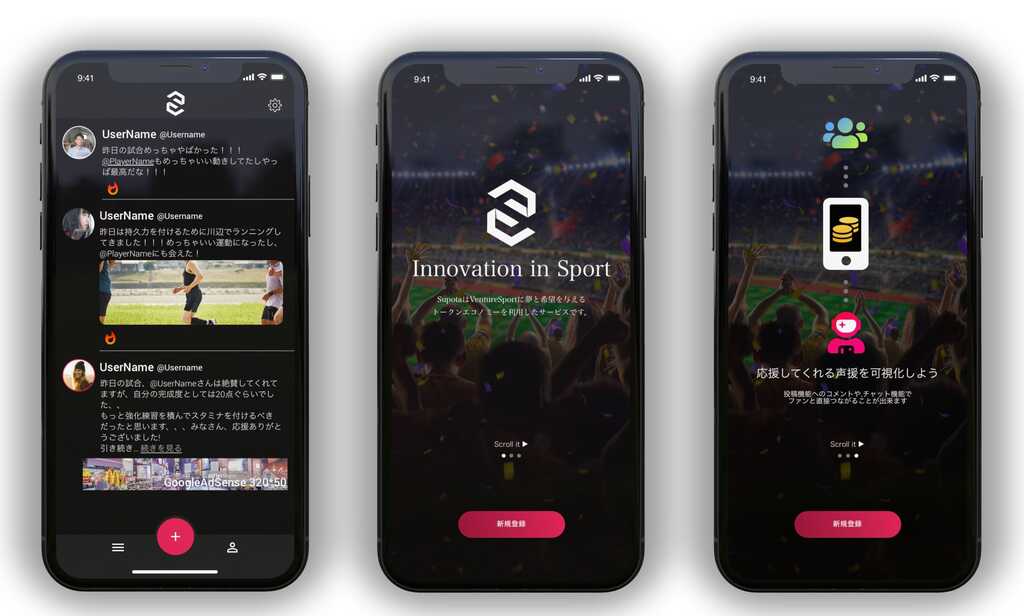 9:41
UserName @Username
昨日の試合めっちゃやばかった！！！
@PlayerNameもめっちゃいい動きしてたしやっ
ぱ最高だな！！！
UserName @Username
昨日は持久力を付けるために川辺でランニングし
てきました！！！めっちゃいい運動になったし、
@PlayerNameにも会えた！
UserName @Username
昨日の試合、@UserNameさんは絶賛してくれて
ますが、自分の完成度としては20点ぐらいでし
た、、
もっと強化練習を積んでスタミナを付けるべき
だったと思います、、、みなさん、応援ありがと
うございました!
引き続き... 続きを見る
GoogleAdSense 320*50
9:41
Innovation in Sport
SupotaはVentureSportに夢と希望を与える
トークンエコノミーを利用したサービスです。
Scroll it ▶
新規登録
9:41
応援してくれる声援を可視化しよう
投稿機能へのコメントや,チャット機能で
ファンと直接つながることが出来ます
Scroll it ▶
新規登録